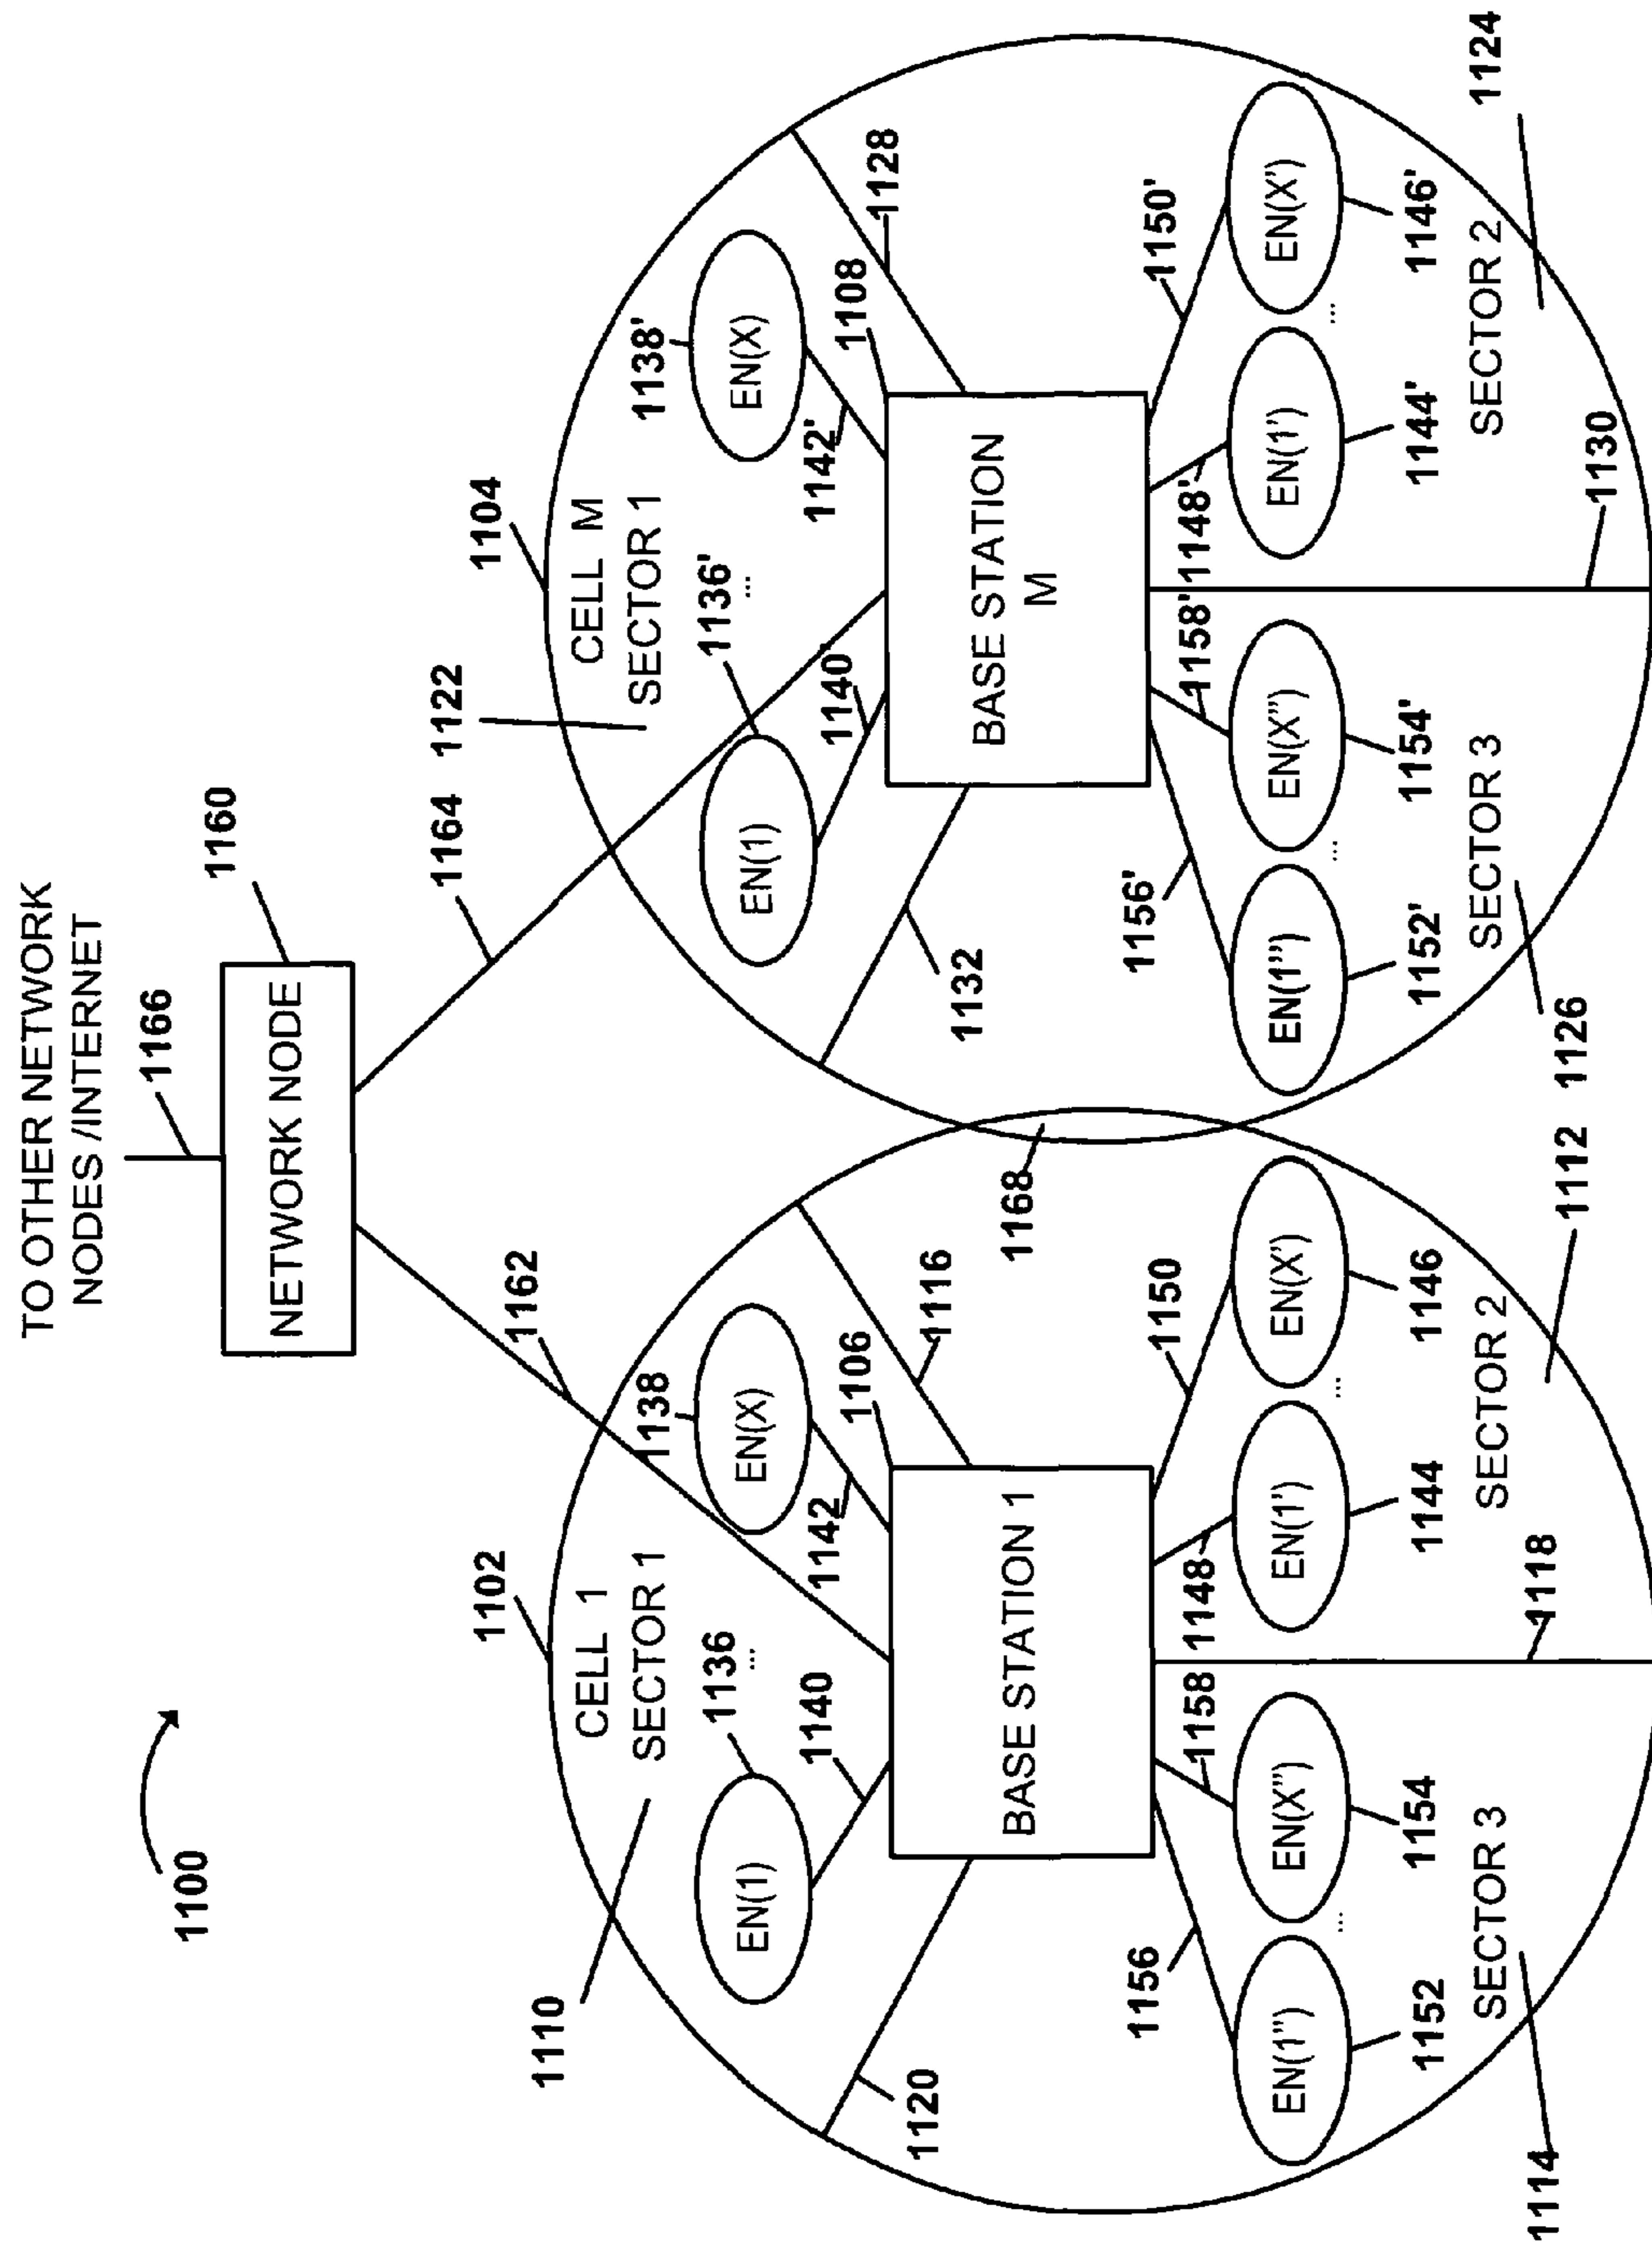 TO OTHER NETWORK
NODES /INTERNET
1166
NETWORK NODE
1160
1100
1162
1164
1122
1102
1104
1110
CELL 1
SECTOR 1
CELL M
SECTOR 1
1136
...
1138
1136'
...
1138'
EN(1)
EN(X)
EN(1)
EN(X)
1140
1142
1140
1142'
1120
1106
1116
1132
1108
1128
BASE STATION 1
BASE STATION
M
1168
1156
1158
1148
1150
1156'
1158'
1148'
1150'
EN(1'')
...
EN(X'')
EN(1')
...
EN(X')
EN(1'')
...
EN(X'')
EN(1')
...
EN(X')
1152
1154
1144
1146
1152'
1154'
1144'
1146'
SECTOR 3
SECTOR 2
SECTOR 3
SECTOR 2
1114
1118
1112
1126
1130
1124